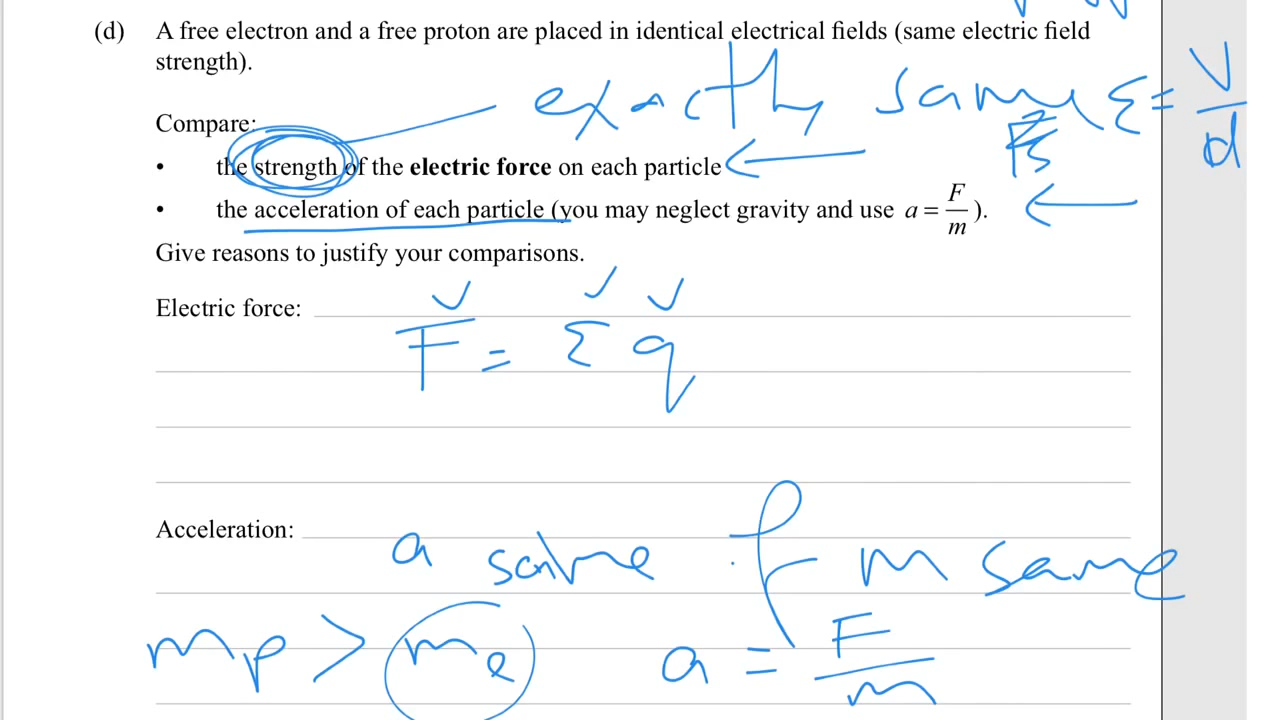 (d) A free electron and a free proton are placed in identical electrical fields (same electric field
strength).
exactly same Ɛ = V/d
Compare:
• the strength of the electric force on each particle
• the acceleration of each particle (you may neglect gravity and use a = F/m ).
Give reasons to justify your comparisons.
Electric force:
F = Ɛ q
Acceleration:
a same f m same
mp > me a = F/m